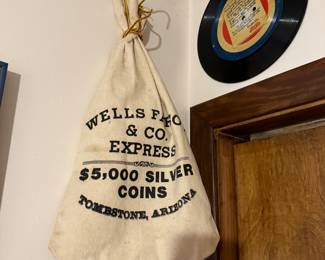 WELLS FARGO
& CO.
EXPRESS
$5,000 SILVER
COINS
TOMBSTONE, ARIZONA